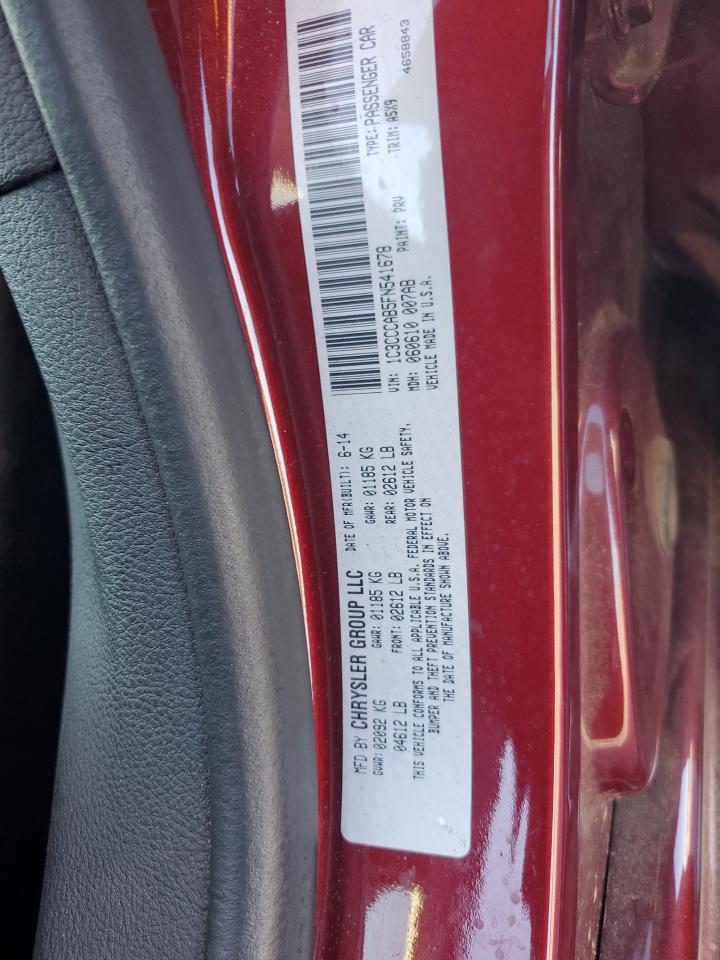 MFD BY CHRYSLER GROUP LLC DATE OF MFR(BUILT): 6-14
GVWR: 02092 KG GAWR: 01185 KG GAWR: 01185 KG
04612 LB FRONT: 02612 LB REAR: 02612 LB
THIS VEHICLE CONFORMS TO ALL APPLICABLE U.S.A. FEDERAL MOTOR VEHICLE SAFETY,
BUMPER AND THEFT PREVENTION STANDARDS IN EFFECT ON
THE DATE OF MANUFACTURE SHOWN ABOVE.
VIN: 1C3CCCAB5FN541678 TYPE: PASSENGER CAR
MDH: 060610 007AB PAINT: PRV TRIM: A5X9
VEHICLE MADE IN U.S.A. 4658843